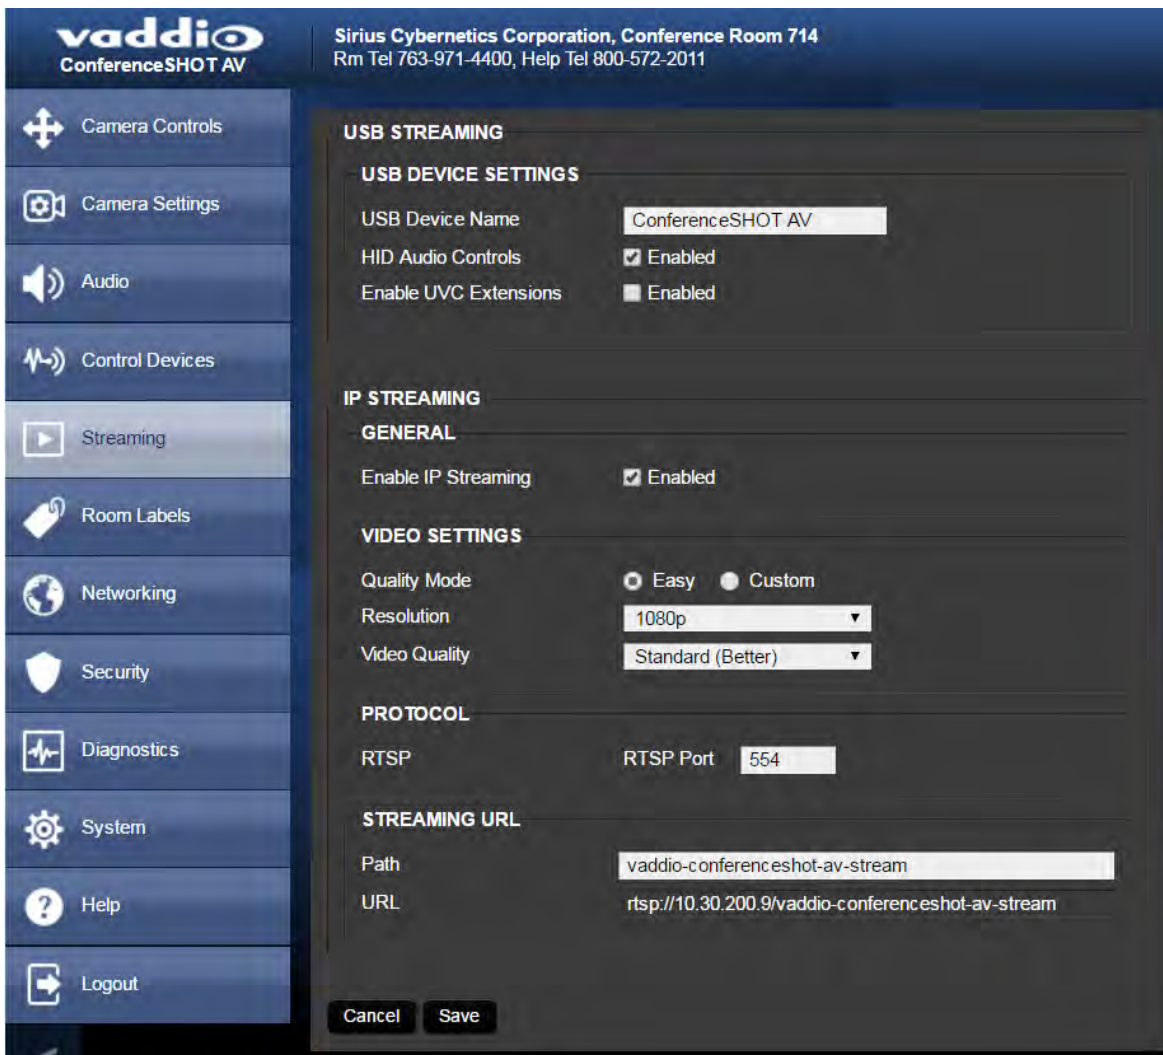 vaddio
ConferenceSHOT AV
Sirius Cybernetics Corporation, Conference Room 714
Rm Tel 763-971-4400, Help Tel 800-572-2011
Camera Controls
Camera Settings
Audio
Control Devices
Streaming
Room Labels
Networking
Security
Diagnostics
System
Help
Logout
USB STREAMING
USB DEVICE SETTINGS
USB Device Name ConferenceSHOT AV
HID Audio Controls Enabled
Enable UVC Extensions Enabled
IP STREAMING
GENERAL
Enable IP Streaming Enabled
VIDEO SETTINGS
Quality Mode Easy Custom
Resolution 1080p
Video Quality Standard (Better)
PROTOCOL
RTSP RTSP Port 554
STREAMING URL
Path vaddio-conferenceshot-av-stream
URL rtsp://10.30.200.9/vaddio-conferenceshot-av-stream
Cancel Save